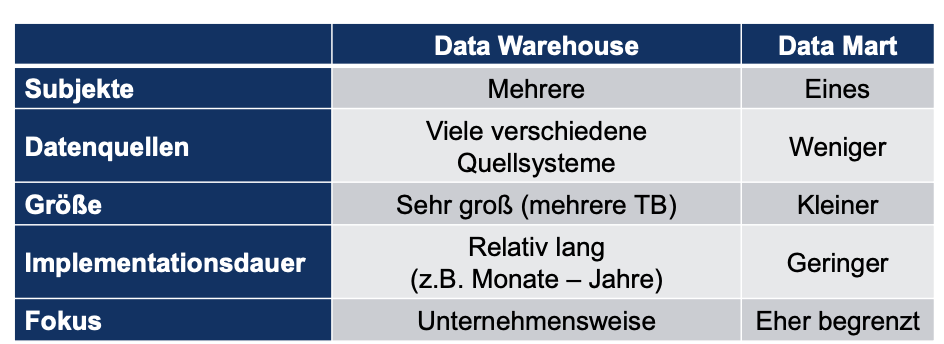 Data Warehouse Data Mart
Subjekte Mehrere Eines
Datenquellen Viele verschiedene Quellsysteme Weniger
Größe Sehr groß (mehrere TB) Kleiner
Implementationsdauer Relativ lang (z.B. Monate – Jahre) Geringer
Fokus Unternehmensweise Eher begrenzt